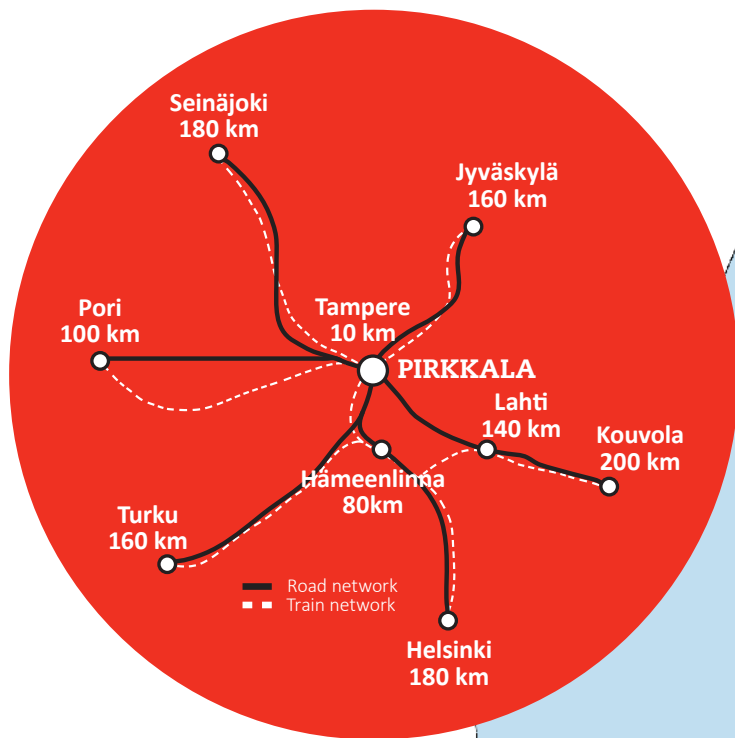 Seinäjoki
180 km
Jyväskylä
160 km
Tampere
10 km
Pori
100 km
PIRKKALA
Lahti
140 km
Kouvola
200 km
Hämeenlinna
80km
Turku
160 km
Road network
Train network
Helsinki
180 km